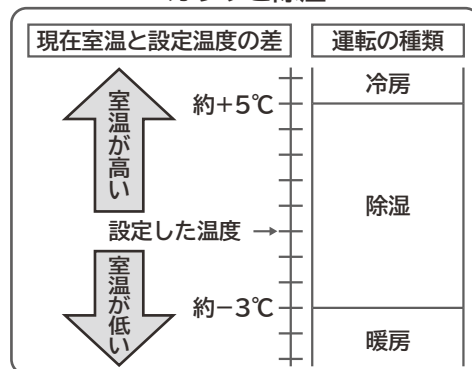 現在室温と設定温度の差
運転の種類
室温が高い
約+5℃
冷房
除湿
設定した温度 →
室温が低い
約−3℃
暖房